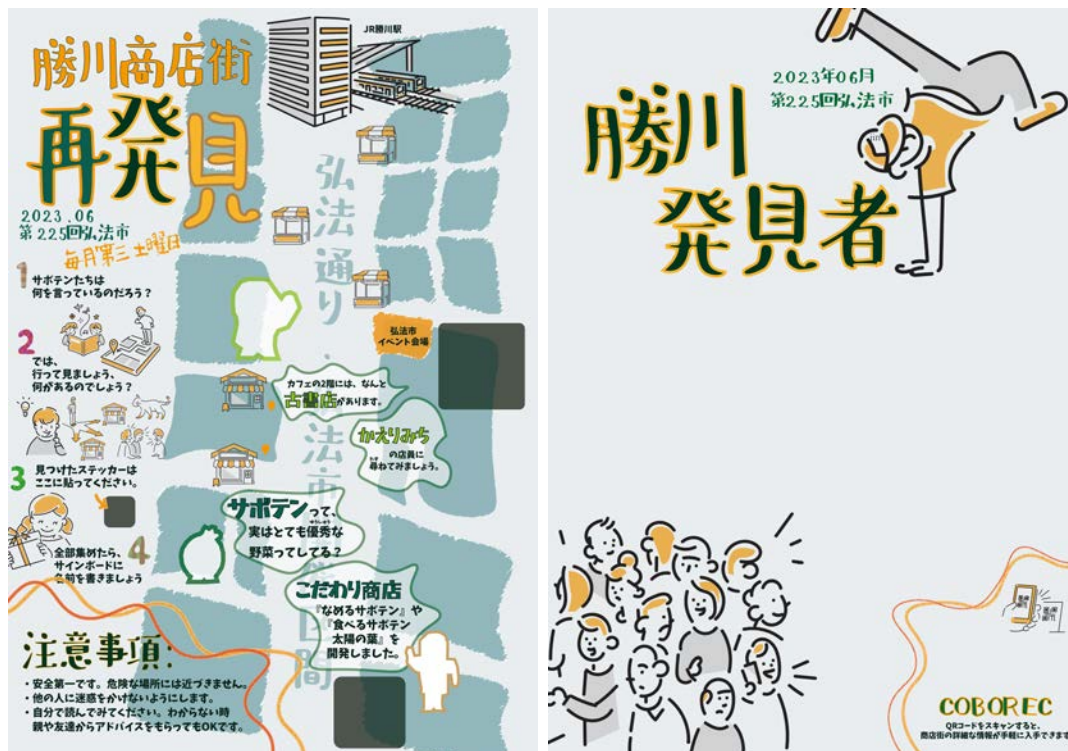 勝川商店街
再発見
2023.06
第225回弘法市
毎月第三土曜日
JR勝川駅
弘法通り
1
サボテンたちは
何を言っているのだろう?
2
では、
行って見ましょう、
何があるのでしょう?
3
見つけたステッカーは
ここに貼ってください。
4
全部集めたら、
サインボードに
名前を書きましょう
弘法市
イベント会場
カフェの2階には、なんと
古書店があります。
かえりみち
の店員に
尋ねてみましょう。
サボテンって、
実はとても優秀な
野菜ってしてる?
こだわり商店
『なめるサボテン』や
『食べるサボテン
太陽の葉』を
開発しました。
注意事項:
・安全第一です。危険な場所には近づきません。
・他の人に迷惑をかけないようにします。
・自分で読んでみてください。わからない時
親や友達からアドバイスをもらってもOKです。
2023年06月
第225回弘法市
勝川
発見者
COBOREC
QRコードをスキャンすると、
商店街の詳細な情報が手軽に入手できます